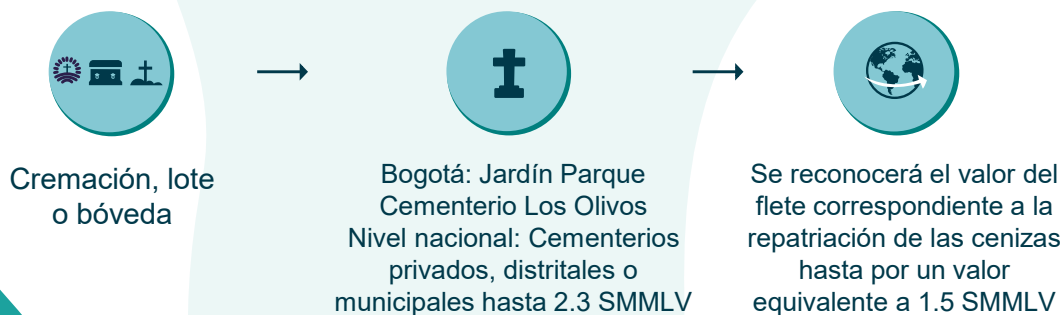 Cremación, lote
o bóveda
Bogotá: Jardín Parque
Cementerio Los Olivos
Nivel nacional: Cementerios
privados, distritales o
municipales hasta 2.3 SMMLV
Se reconocerá el valor del
flete correspondiente a la
repatriación de las cenizas
hasta por un valor
equivalente a 1.5 SMMLV